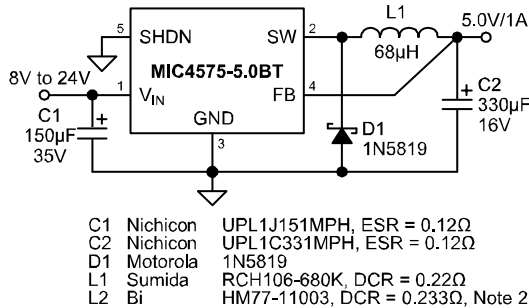 L1
5.0V/1A
5 SHDN SW 2
68µH
8V to 24V
MIC4575-5.0BT
1 VIN FB 4
C1
150µF
35V
+
GND
3
D1
1N5819
C2
+
330µF
16V
C1 Nichicon UPL1J151MPH, ESR = 0.12Ω
C2 Nichicon UPL1C331MPH, ESR = 0.12Ω
D1 Motorola 1N5819
L1 Sumida RCH106-680K, DCR = 0.22Ω
L2 Bi HM77-11003, DCR = 0.233Ω, Note 2